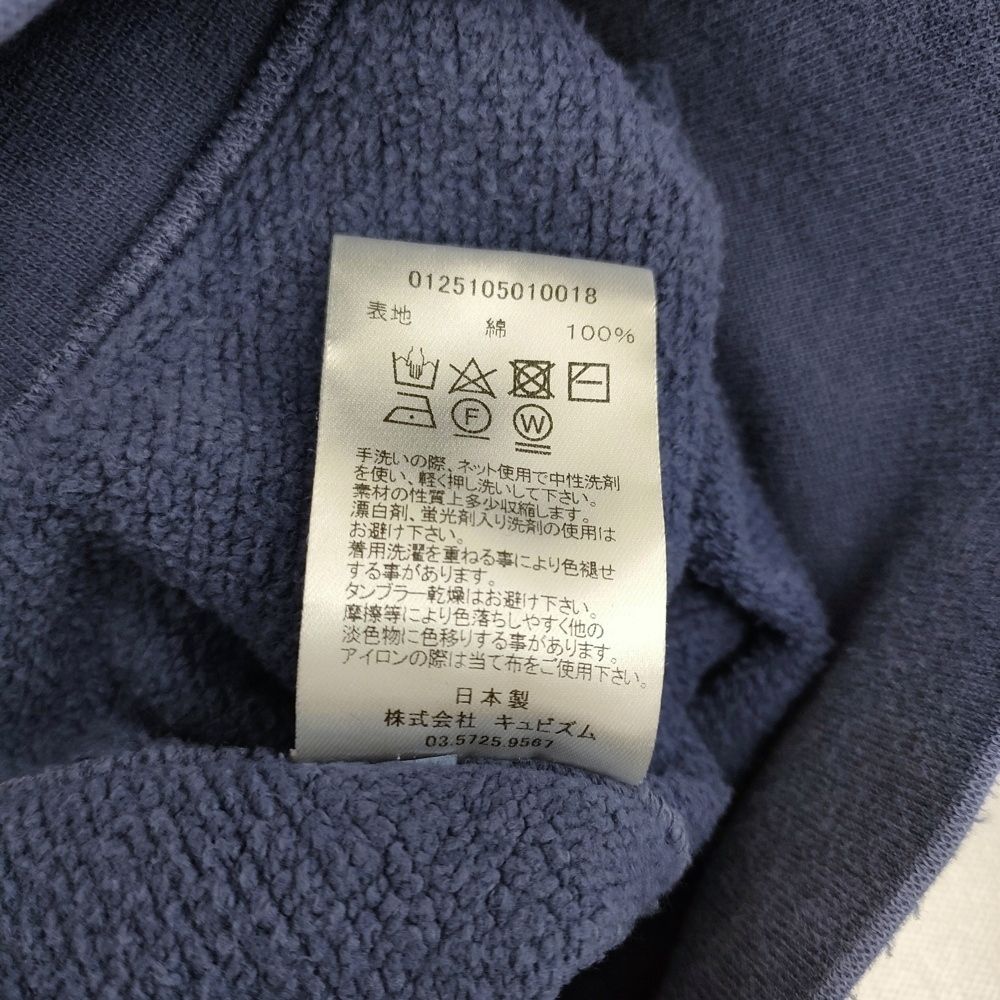 0125105010018
表地 綿 100%
F W
手洗いの際、ネット使用で中性洗剤
を使い、軽く押し洗いして下さい。
素材の性質上多少収縮します。
漂白剤、蛍光剤入り洗剤の使用は
お避け下さい。
着用洗濯を重ねる事により色褪せ
する事があります。
タンブラー乾燥はお避け下さい。
摩擦等により色落ちしやすく他の
淡色物に色移りする事があります。
アイロンの際は当て布をご使用下さい。
日本製
株式会社 キュビズム
03.5725.9567